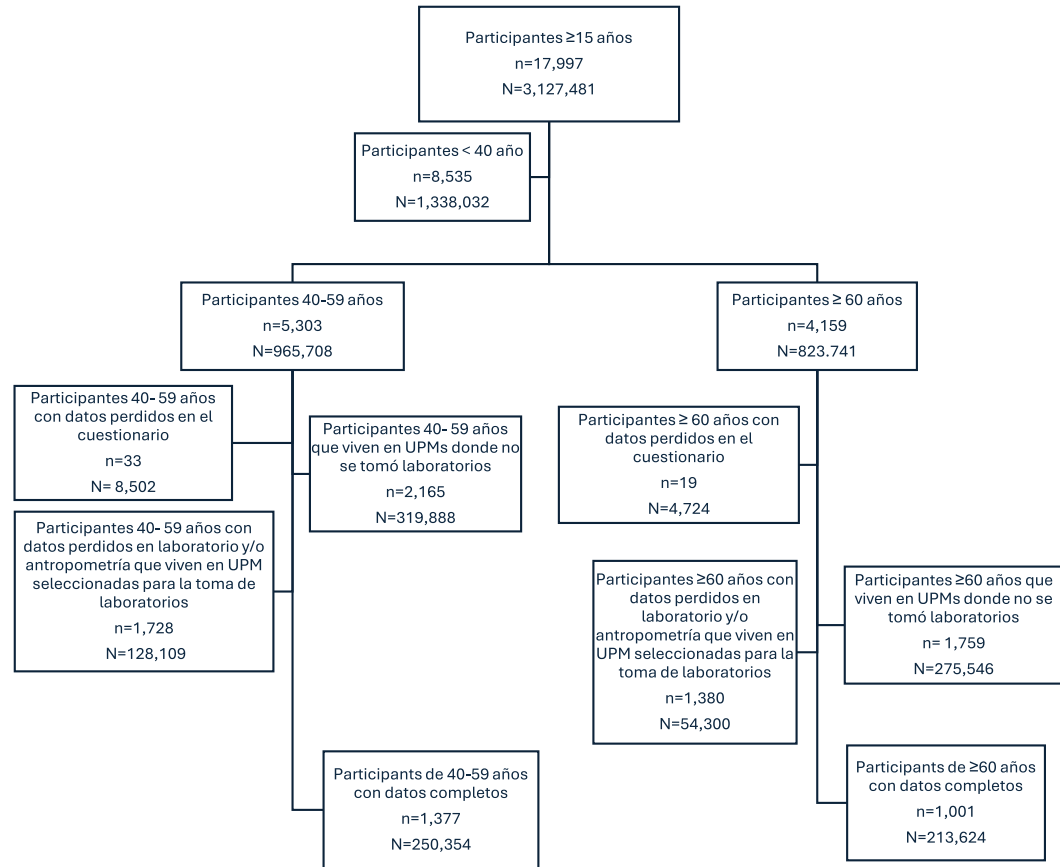 Participantes ≥15 años
n=17,997
N=3,127,481
Participantes < 40 año
n=8,535
N=1,338,032
Participantes 40-59 años
n=5,303
N=965,708
Participantes ≥ 60 años
n=4,159
N=823.741
Participantes 40- 59 años
con datos perdidos en el
cuestionario
n=33
N= 8,502
Participantes 40- 59 años
que viven en UPMs donde no
se tomó laboratorios
n=2,165
N=319,888
Participantes ≥ 60 años con
datos perdidos en el
cuestionario
n=19
N=4,724
Participantes 40- 59 años con
datos perdidos en laboratorio y/o
antropometría que viven en UPM
seleccionadas para la toma de
laboratorios
n=1,728
N=128,109
Participantes ≥60 años con
datos perdidos en
laboratorio y/o
antropometría que viven en
UPM seleccionadas para la
toma de laboratorios
n=1,380
N=54,300
Participantes ≥60 años que
viven en UPMs donde no se
tomó laboratorios
n= 1,759
N=275,546
Participants de 40-59 años
con datos completos
n=1,377
N=250,354
Participants de ≥60 años
con datos completos
n=1,001
N=213,624